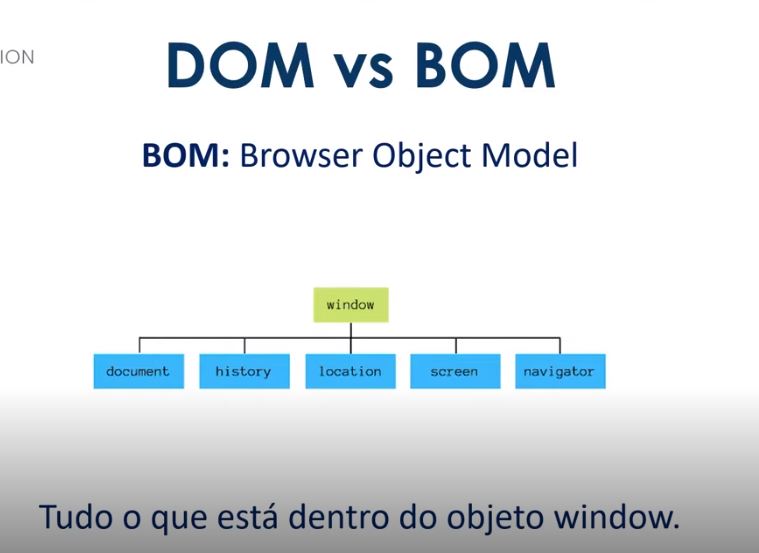 ION
DOM vs BOM
BOM: Browser Object Model
window
document history location screen navigator
Tudo o que está dentro do objeto window.